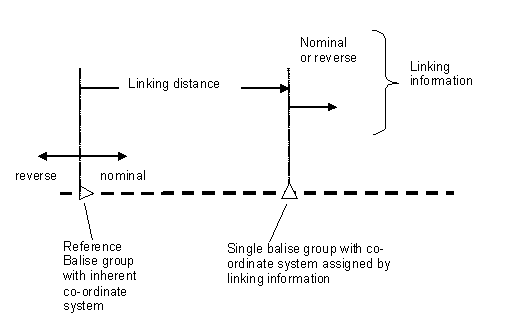 Nominal
or reverse
Linking distance
Linking
information
reverse
nominal
Reference
Balise group
with inherent
co-ordinate
system
Single balise group with co-
ordinate system assigned by
linking information